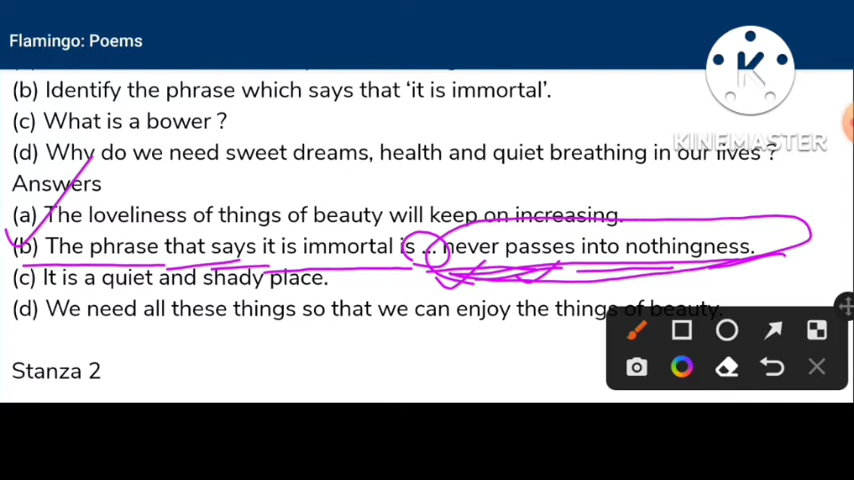 Flamingo: Poems
(b) Identify the phrase which says that 'it is immortal'.
(c) What is a bower ?
(d) Why do we need sweet dreams, health and quiet breathing in our lives ?
Answers
(a) The loveliness of things of beauty will keep on increasing.
(b) The phrase that says it is immortal is ... never passes into nothingness.
(c) It is a quiet and shady place.
(d) We need all these things so that we can enjoy the things of beauty.
Stanza 2
K
KINEMASTER